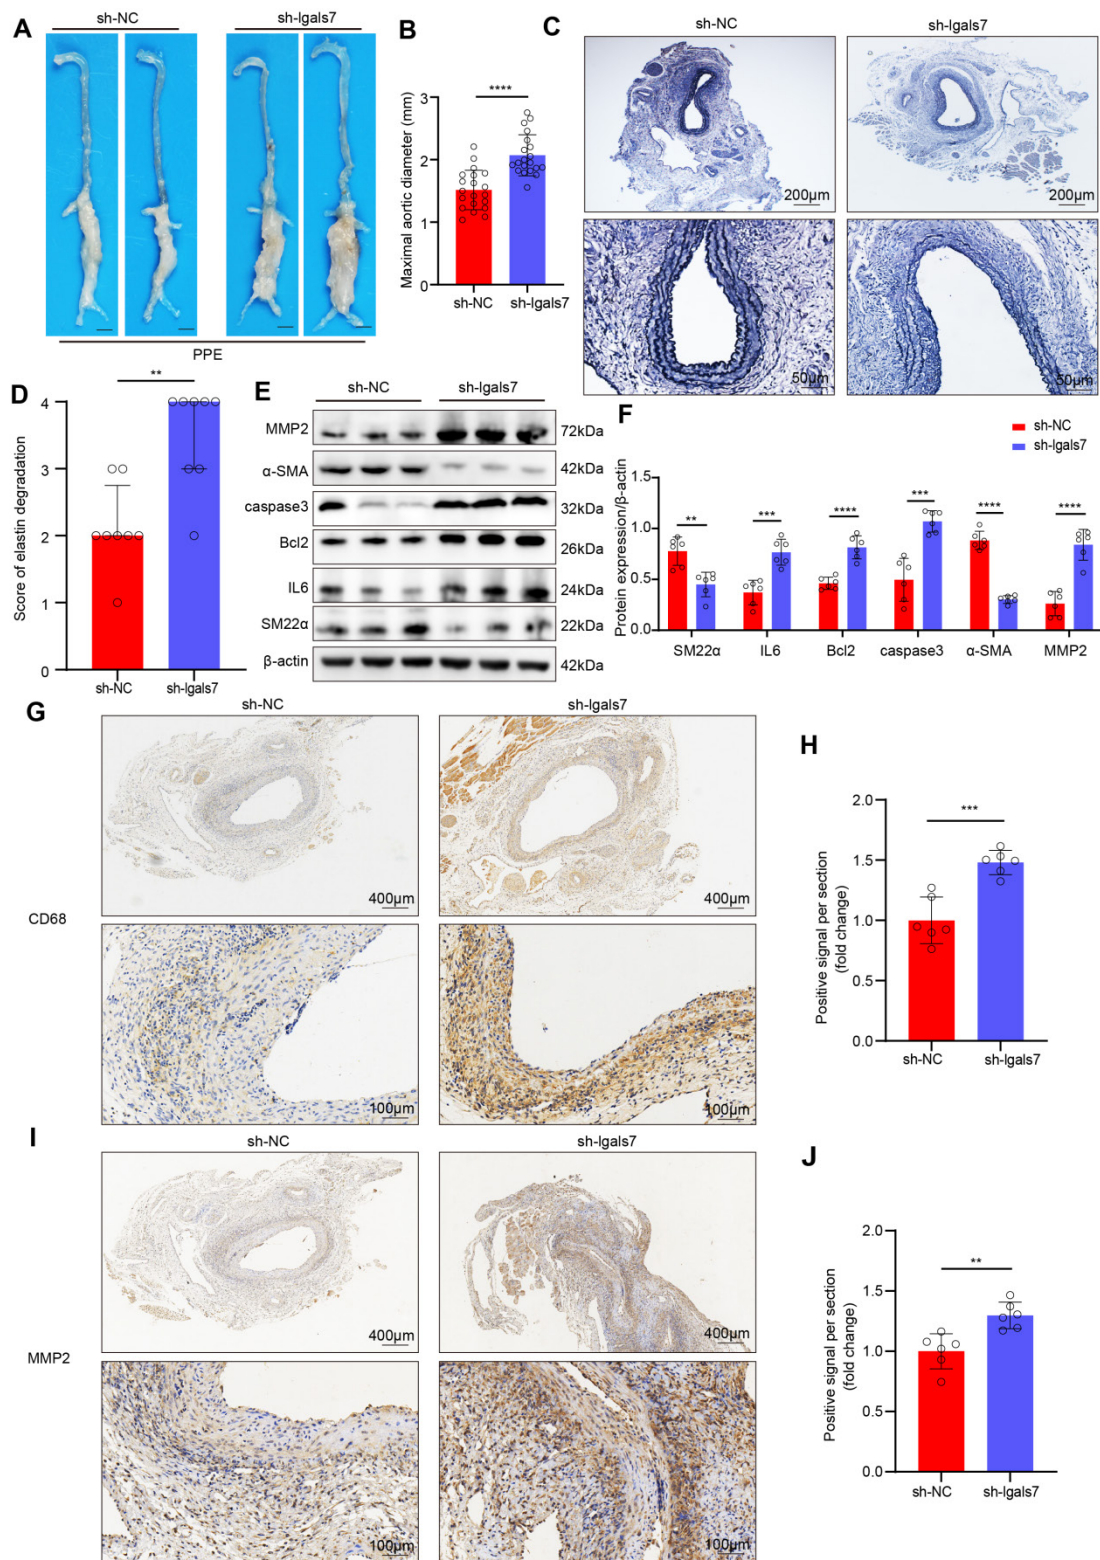 A
sh-NC
sh-lgals7
PPE
B
****
Maximal aortic diameter (mm)
3
2
1
0
sh-NC
sh-lgals7
C
sh-NC
sh-lgals7
200μm
200μm
50μm
50μm
D
**
Score of elastin degradation
4
3
2
1
0
sh-NC
sh-lgals7
E
sh-NC
sh-lgals7
MMP2
72kDa
α-SMA
42kDa
caspase3
32kDa
Bcl2
26kDa
IL6
24kDa
SM22α
22kDa
β-actin
42kDa
F
sh-NC
sh-lgals7
Protein expression/β-actin
1.5
1.0
0.5
0.0
**
***
****
***
****
****
SM22α
IL6
Bcl2
caspase3
α-SMA
MMP2
G
sh-NC
sh-lgals7
CD68
400μm
400μm
100μm
100μm
H
Positive signal per section
(fold change)
2.0
1.5
1.0
0.5
0.0
***
sh-NC
sh-lgals7
I
sh-NC
sh-lgals7
MMP2
400μm
400μm
100μm
100μm
J
Positive signal per section
(fold change)
2.0
1.5
1.0
0.5
0.0
**
sh-NC
sh-lgals7